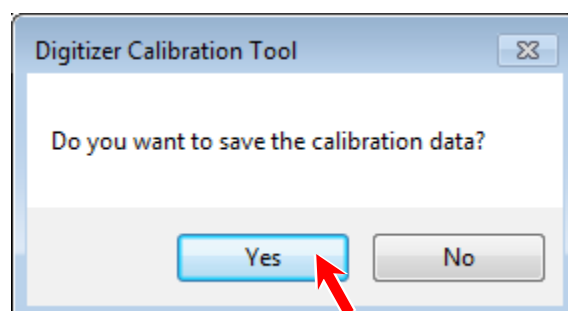 Digitizer Calibration Tool
Do you want to save the calibration data?
Yes
No